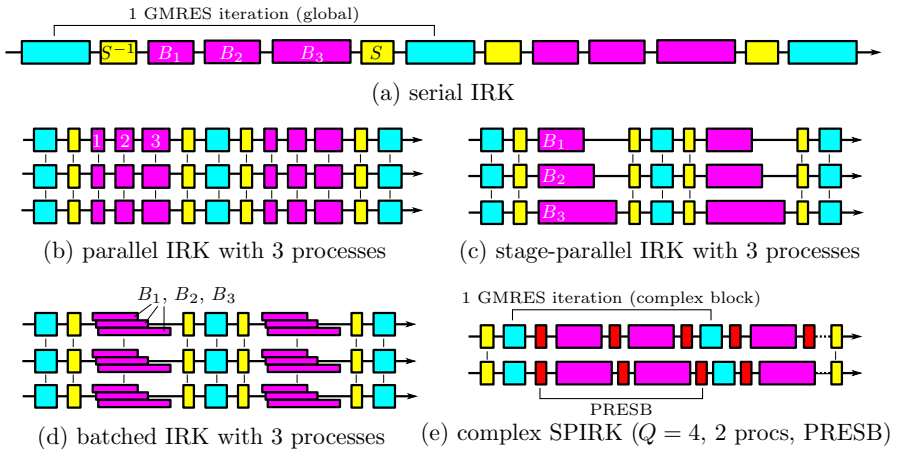 1 GMRES iteration (global)
S⁻¹ B₁ B₂ B₃ S
(a) serial IRK
1 2 3
B₁
B₂
B₃
(b) parallel IRK with 3 processes
(c) stage-parallel IRK with 3 processes
B₁, B₂, B₃
1 GMRES iteration (complex block)
PRESB
(d) batched IRK with 3 processes
(e) complex SPIRK (Q = 4, 2 procs, PRESB)